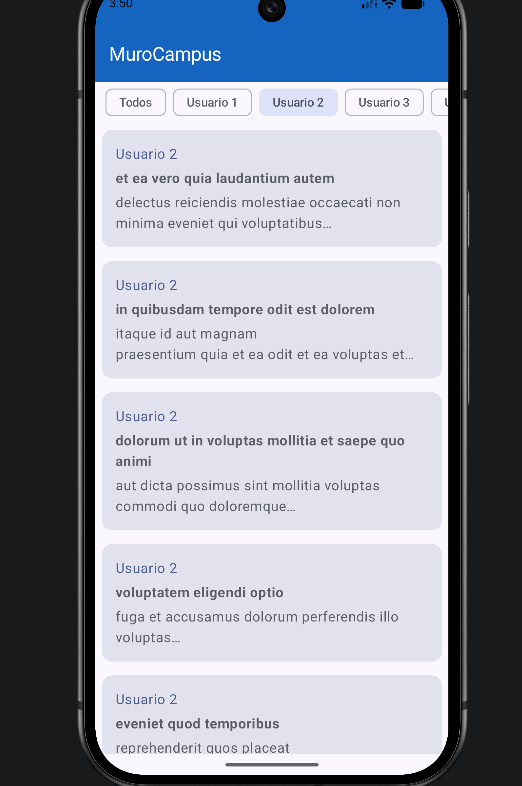 3:50
MuroCampus
Todos
Usuario 1
Usuario 2
Usuario 3
Usuario 2
et ea vero quia laudantium autem
delectus reiciendis molestiae occaecati non
minima eveniet qui voluptatibus…
Usuario 2
in quibusdam tempore odit est dolorem
itaque id aut magnam
praesentium quia et ea odit et ea voluptas et…
Usuario 2
dolorum ut in voluptas mollitia et saepe quo
animi
aut dicta possimus sint mollitia voluptas
commodi quo doloremque…
Usuario 2
voluptatem eligendi optio
fuga et accusamus dolorum perferendis illo
voluptas…
Usuario 2
eveniet quod temporibus
reprehenderit quos placeat